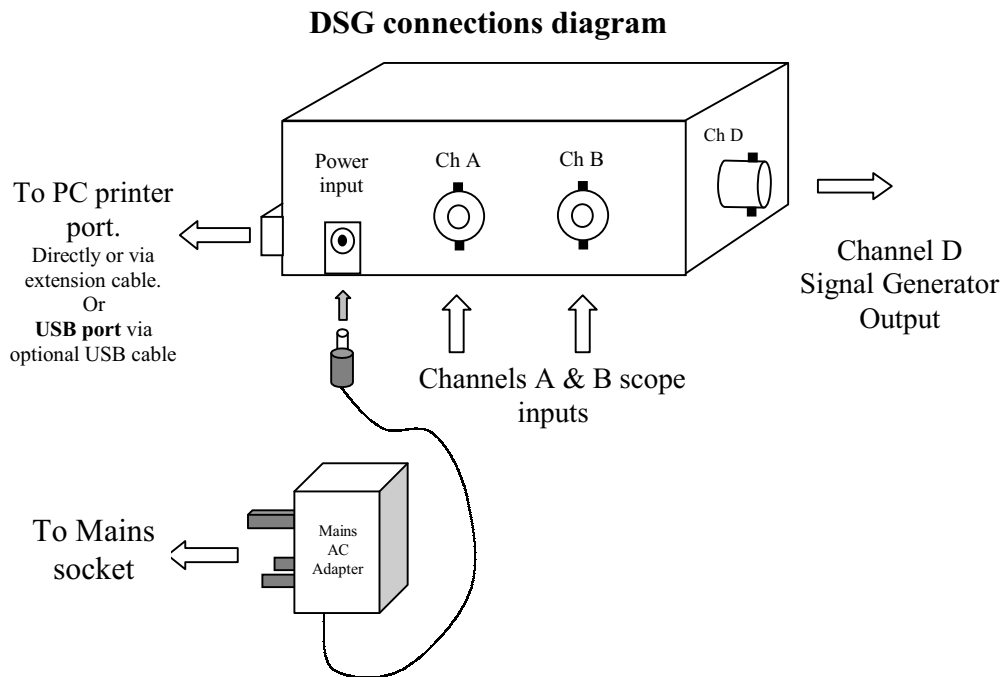 DSG connections diagram
Power
input
Ch A
Ch B
Ch D
To PC printer
port.
Directly or via
extension cable.
Or
USB port via
optional USB cable
Channel D
Signal Generator
Output
Channels A & B scope
inputs
To Mains
socket
Mains
AC
Adapter